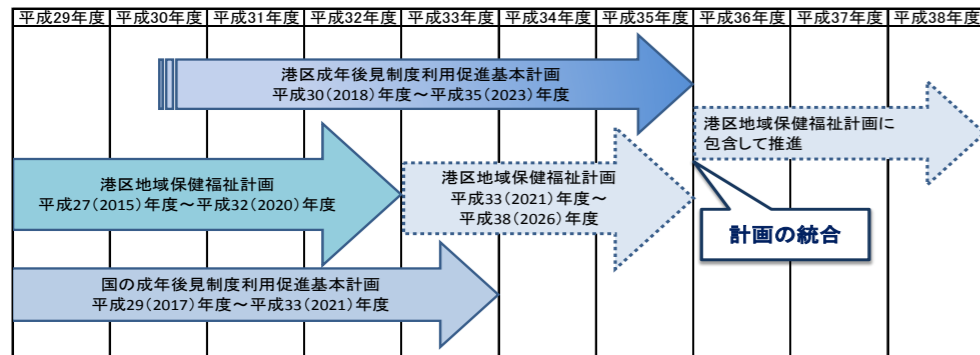 平成29年度 平成30年度 平成31年度 平成32年度 平成33年度 平成34年度 平成35年度 平成36年度 平成37年度 平成38年度
港区成年後見制度利用促進基本計画
平成30(2018)年度～平成35(2023)年度
港区地域保健福祉計画に
包含して推進
港区地域保健福祉計画
平成27(2015)年度～平成32(2020)年度
港区地域保健福祉計画
平成33(2021)年度～
平成38(2026)年度
計画の統合
国の成年後見制度利用促進基本計画
平成29(2017)年度～平成33(2021)年度